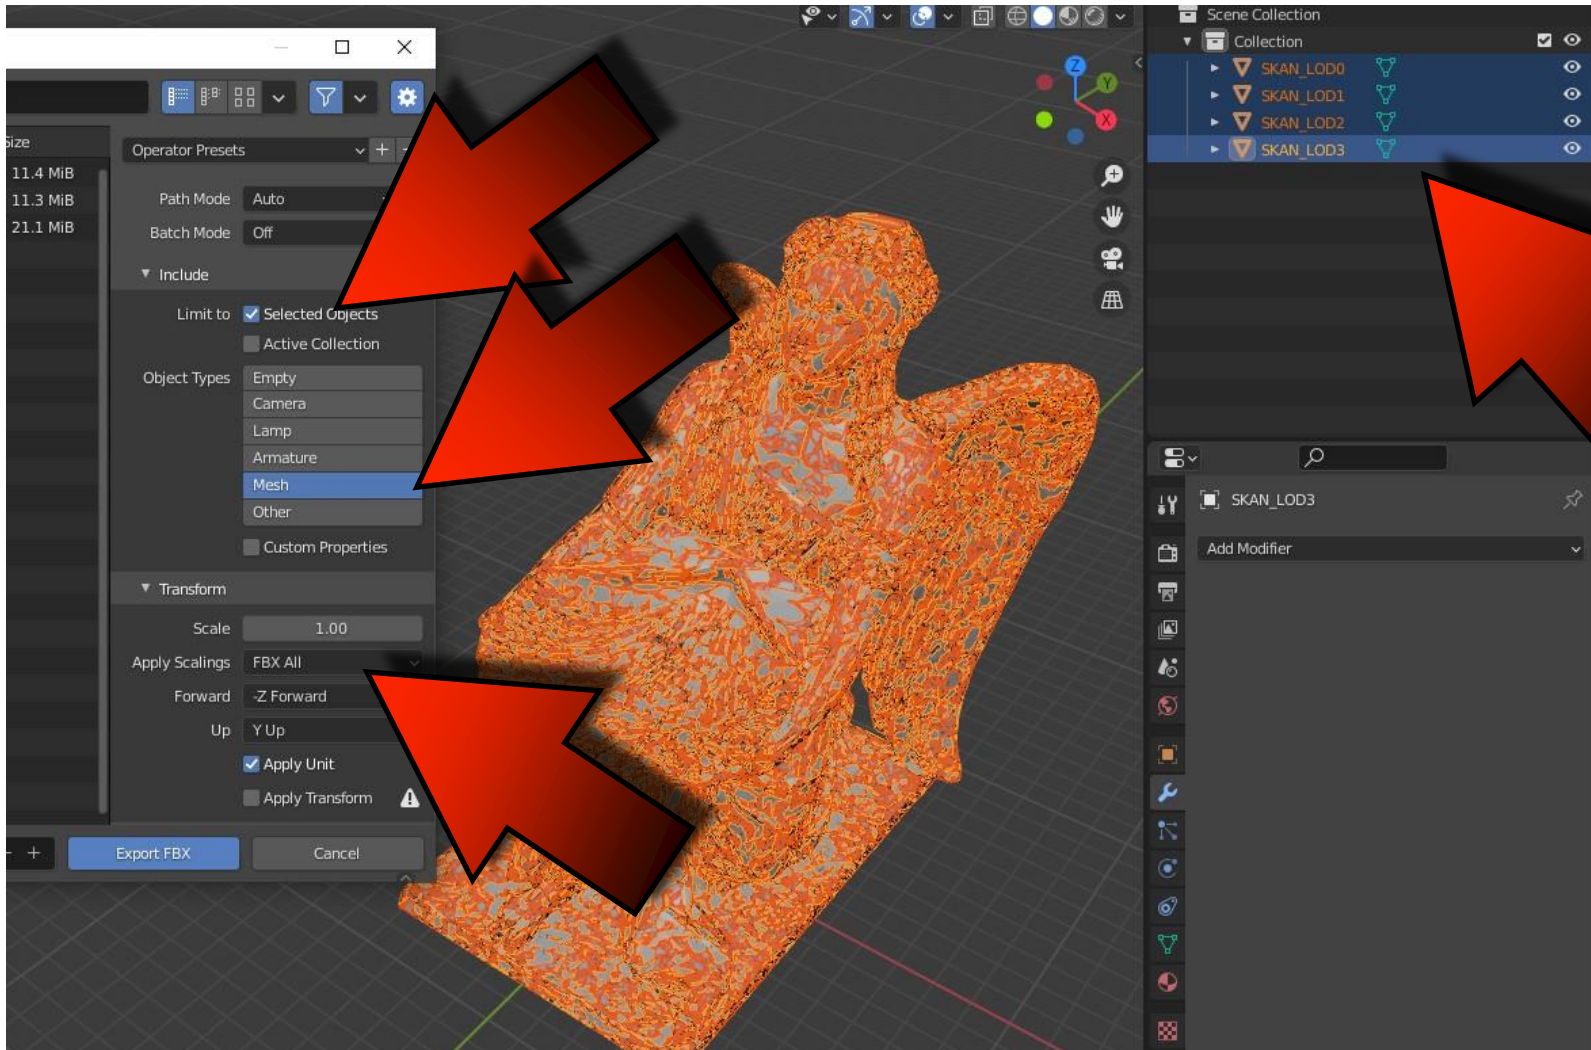 Size
11.4 MiB
11.3 MiB
21.1 MiB
Operator Presets
Path Mode Auto
Batch Mode Off
Include
Limit to Selected Objects
Active Collection
Object Types Empty
Camera
Lamp
Armature
Mesh
Other
Custom Properties
Transform
Scale 1.00
Apply Scalings FBX All
Forward -Z Forward
Up Y Up
Apply Unit
Apply Transform
Export FBX Cancel
Z
Y
X
Scene Collection
Collection
SKAN_LOD0
SKAN_LOD1
SKAN_LOD2
SKAN_LOD3
SKAN_LOD3
Add Modifier